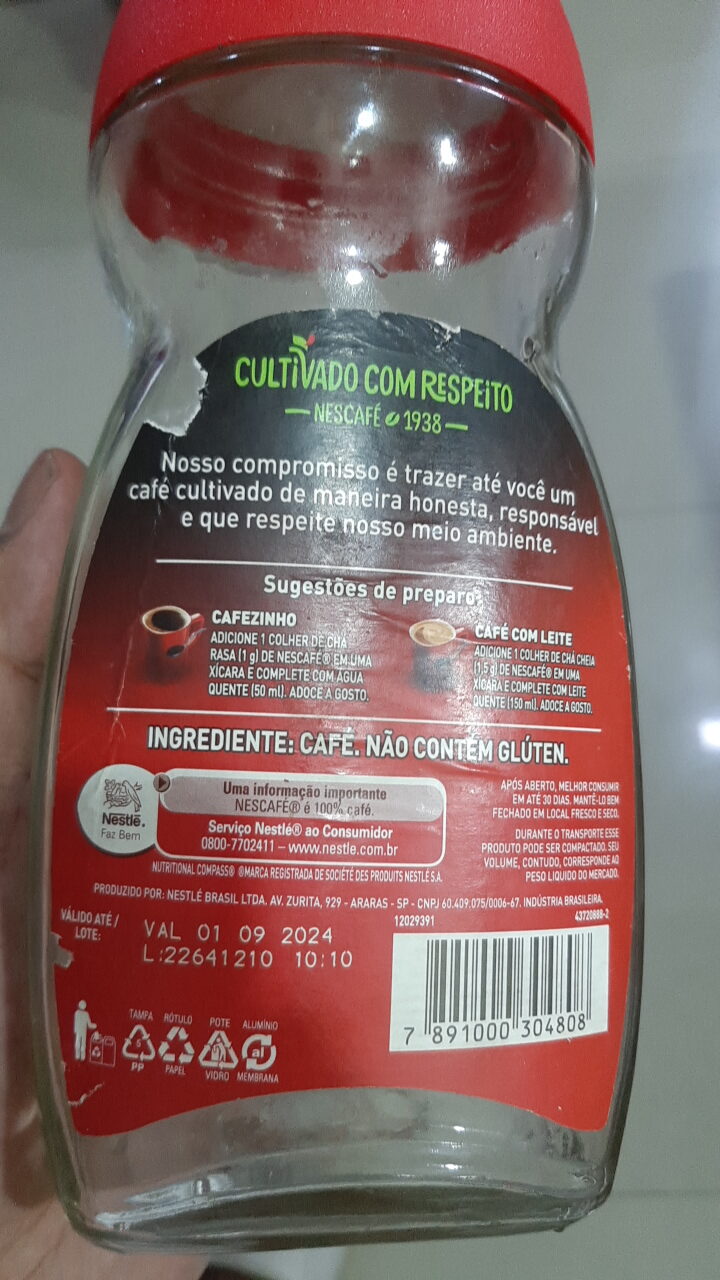 CULTIVADO COM RESPEITO
NESCAFÉ 1938
Nosso compromisso é trazer até você um
café cultivado de maneira honesta, responsável
e que respeite nosso meio ambiente.
Sugestões de preparo:
CAFEZINHO
ADICIONE 1 COLHER DE CHÁ
RASA (1 g) DE NESCAFÉ® EM UMA
XÍCARA E COMPLETE COM ÁGUA
QUENTE (50 ml). ADOCE A GOSTO.
CAFÉ COM LEITE
ADICIONE 1 COLHER DE CHÁ CHEIA
(1,5 g) DE NESCAFÉ® EM UMA
XÍCARA E COMPLETE COM LEITE
QUENTE (150 ml). ADOCE A GOSTO.
INGREDIENTE: CAFÉ. NÃO CONTÉM GLÚTEN.
Nestlé.
Faz Bem
Uma informação importante
NESCAFÉ® é 100% café.
Serviço Nestlé® ao Consumidor
0800-7702411 – www.nestle.com.br
NUTRITIONAL COMPASS® ®MARCA REGISTRADA DE SOCIÉTÉ DES PRODUITS NESTLÉ S.A.
APÓS ABERTO, MELHOR CONSUMIR
EM ATÉ 30 DIAS. MANTÊ-LO BEM
FECHADO EM LOCAL FRESCO E SECO.
DURANTE O TRANSPORTE ESSE
PRODUTO PODE SER COMPACTADO. SEU
VOLUME, CONTUDO, CORRESPONDE AO
PESO LÍQUIDO DO MERCADO.
PRODUZIDO POR: NESTLÉ BRASIL LTDA. AV. ZURITA, 929 - ARARAS - SP - CNPJ 60.409.075/0006-67. INDÚSTRIA BRASILEIRA.
12029391
43720888-2
VÁLIDO ATÉ /
LOTE:
VAL 01 09 2024
L:22641210 10:10
7 891000 304808
TAMPA
5
PP
RÓTULO
PAPEL
POTE
VIDRO
ALUMÍNIO
al
MEMBRANA